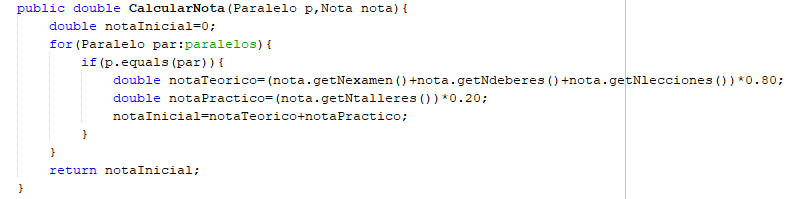 public double CalcularNota(Paralelo p,Nota nota){
double notaInicial=0;
for(Paralelo par:paralelos){
if(p.equals(par)){
double notaTeorico=(nota.getNexamen()+nota.getNdeberes()+nota.getNlecciones())*0.80;
double notaPractico=(nota.getNtalleres())*0.20;
notaInicial=notaTeorico+notaPractico;
}
}
return notaInicial;
}